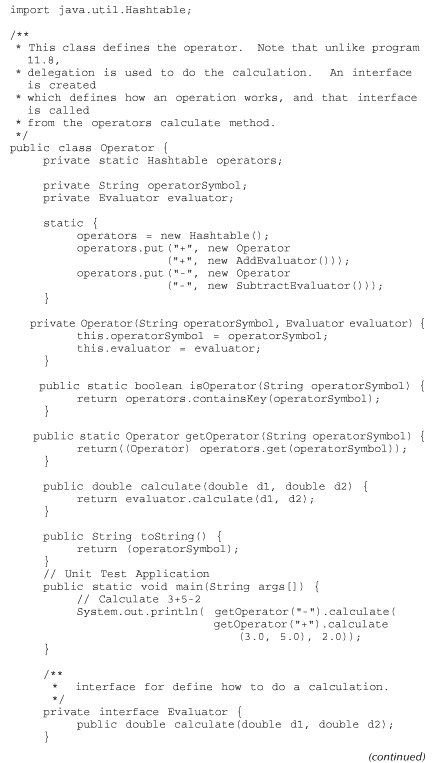 import java.util.Hashtable;

/**
 * This class defines the operator.  Note that unlike program
   11.8,
 * delegation is used to do the calculation.  An interface
   is created
 * which defines how an operation works, and that interface
   is called
 * from the operators calculate method.
 */
public class Operator {
     private static Hashtable operators;

     private String operatorSymbol;
     private Evaluator evaluator;

     static {
          operators = new Hashtable();
          operators.put("+", new Operator
                        ("+", new AddEvaluator()));
          operators.put("-", new Operator
                        ("-", new SubtractEvaluator()));
     }

   private Operator(String operatorSymbol, Evaluator evaluator) {
          this.operatorSymbol = operatorSymbol;
          this.evaluator = evaluator;
     }

     public static boolean isOperator(String operatorSymbol) {
          return operators.containsKey(operatorSymbol);
     }

    public static Operator getOperator(String operatorSymbol) {
          return((Operator) operators.get(operatorSymbol));
     }

     public double calculate(double d1, double d2) {
          return evaluator.calculate(d1, d2);
     }

     public String toString() {
          return (operatorSymbol);
     }
     // Unit Test Application
     public static void main(String args[]) {
          // Calculate 3+5-2
          System.out.println( getOperator("-").calculate(
                              getOperator("+").calculate
                                  (3.0, 5.0), 2.0));
     }

     /**
      *  interface for define how to do a calculation.
      */
     private interface Evaluator {
          public double calculate(double d1, double d2);
     }
(continued)